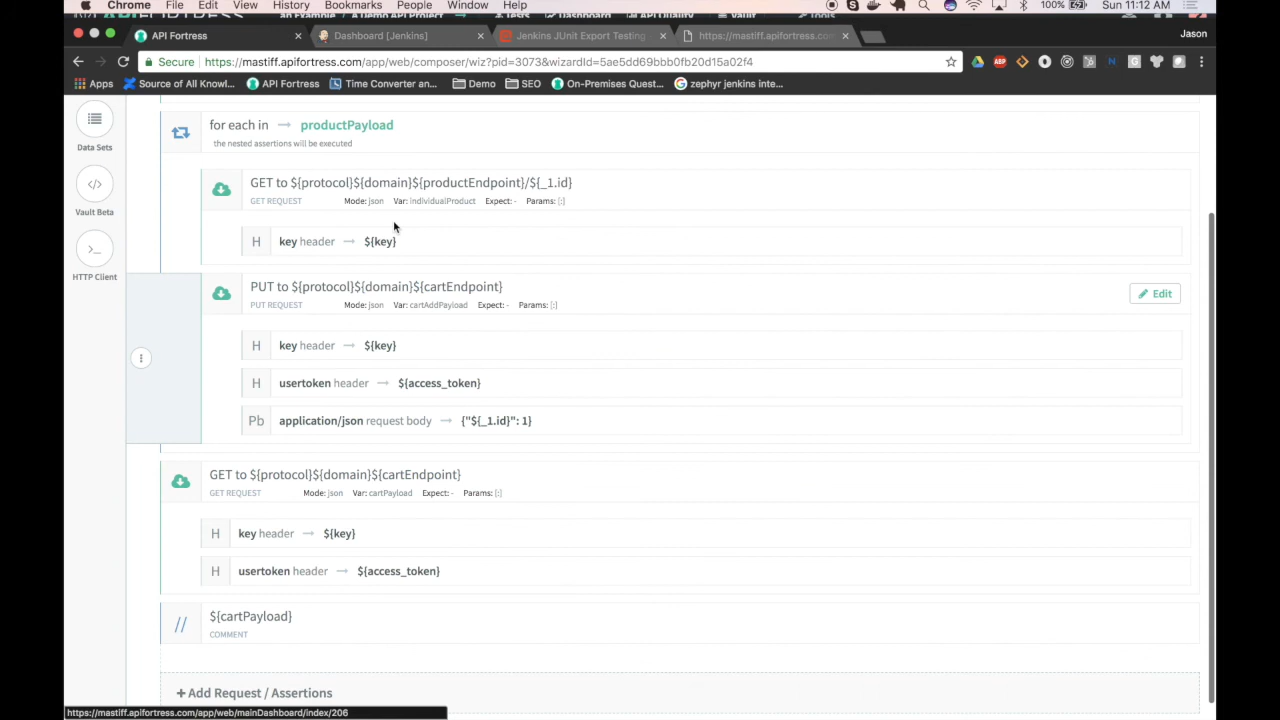 Chrome File Edit View History Bookmarks People Window Help 100% Sun 11:12 AM
API Fortress Dashboard [Jenkins] Jenkins JUnit Export Testing https://mastiff.apifortress.com Jason
Secure https://mastiff.apifortress.com/app/web/composer/wiz?pid=3073&wizardId=5ae5dd69bbb0fb20d15a02f4
Apps Source of All Knowl... API Fortress Time Converter an... Demo SEO On-Premises Quest... zephyr jenkins inte...
Data Sets
Vault Beta
HTTP Client
for each in → productPayload
the nested assertions will be executed
GET to ${protocol}${domain}${productEndpoint}/${_1.id}
GET REQUEST Mode: json Var: individualProduct Expect: - Params: [:]
H key header → ${key}
PUT to ${protocol}${domain}${cartEndpoint}
PUT REQUEST Mode: json Var: cartAddPayload Expect: - Params: [:]
Edit
H key header → ${key}
H usertoken header → ${access_token}
Pb application/json request body → {"${_1.id}": 1}
GET to ${protocol}${domain}${cartEndpoint}
GET REQUEST Mode: json Var: cartPayload Expect: - Params: [:]
H key header → ${key}
H usertoken header → ${access_token}
// ${cartPayload}
COMMENT
+ Add Request / Assertions
https://mastiff.apifortress.com/app/web/mainDashboard/index/206